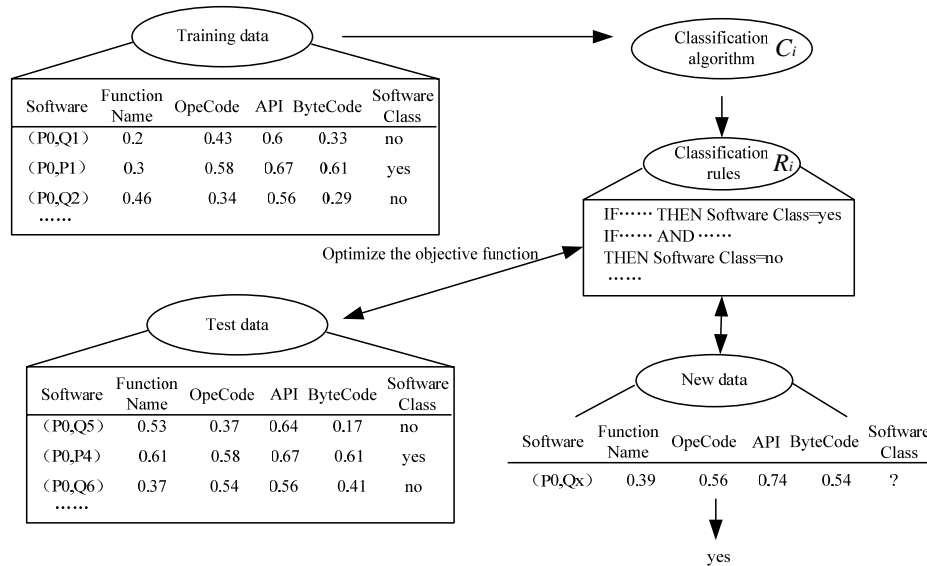 Training data
Software Function Name OpeCode API ByteCode Software Class
(P0,Q1) 0.2 0.43 0.6 0.33 no
(P0,P1) 0.3 0.58 0.67 0.61 yes
(P0,Q2) 0.46 0.34 0.56 0.29 no
……
Classification
algorithm Ci
Classification
rules Ri
IF…… THEN Software Class=yes
IF…… AND ……
THEN Software Class=no
……
Optimize the objective function
Test data
Software Function Name OpeCode API ByteCode Software Class
(P0,Q5) 0.53 0.37 0.64 0.17 no
(P0,P4) 0.61 0.58 0.67 0.61 yes
(P0,Q6) 0.37 0.54 0.56 0.41 no
……
New data
Software Function Name OpeCode API ByteCode Software Class
(P0,Qx) 0.39 0.56 0.74 0.54 ?
yes